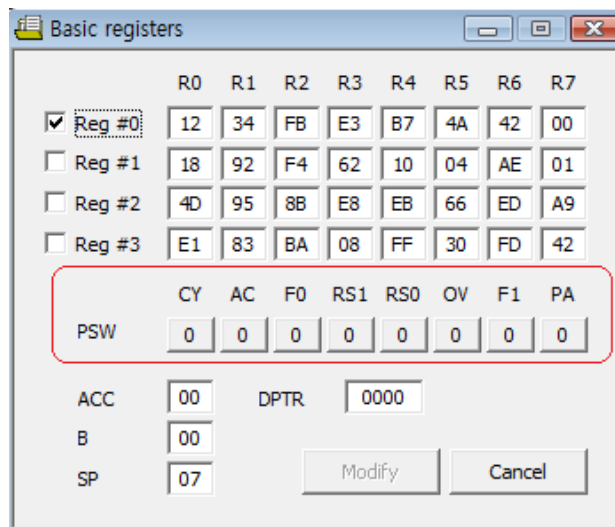 Basic registers
R0 R1 R2 R3 R4 R5 R6 R7
Reg #0 12 34 FB E3 B7 4A 42 00
Reg #1 18 92 F4 62 10 04 AE 01
Reg #2 4D 95 8B E8 EB 66 ED A9
Reg #3 E1 83 BA 08 FF 30 FD 42
CY AC F0 RS1 RS0 OV F1 PA
PSW 0 0 0 0 0 0 0 0
ACC 00 DPTR 0000
B 00
SP 07 Modify Cancel